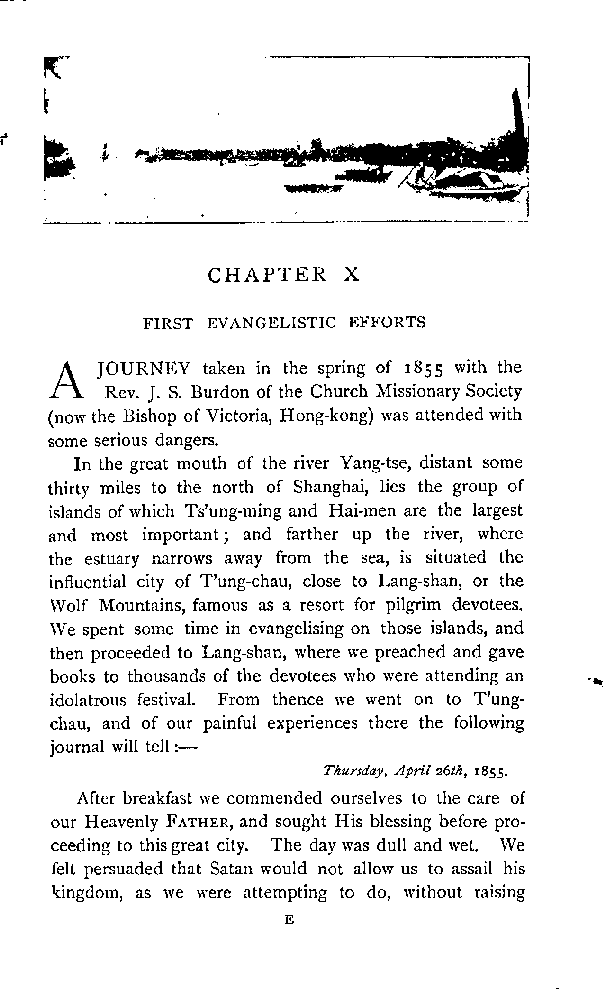 CHAPTER X
FIRST EVANGELISTIC EFFORTS
A JOURNEY taken in the spring of 1855 with the
Rev. J. S. Burdon of the Church Missionary Society
(now the Bishop of Victoria, Hong-kong) was attended with
some serious dangers.
In the great mouth of the river Yang-tse, distant some
thirty miles to the north of Shanghai, lies the group of
islands of which Ts'ung-ming and Hai-men are the largest
and most important; and farther up the river, where
the estuary narrows away from the sea, is situated the
influential city of T'ung-chau, close to Lang-shan, or the
Wolf Mountains, famous as a resort for pilgrim devotees.
We spent some time in evangelising on those islands, and
then proceeded to Lang-shan, where we preached and gave
books to thousands of the devotees who were attending an
idolatrous festival. From thence we went on to T'ung-
chau, and of our painful experiences there the following
journal will tell:—
Thursday, April 26th, 1855.
After breakfast we commended ourselves to the care of
our Heavenly FATHER, and sought His blessing before pro-
ceeding to this great city. The day was dull and wet. We
felt persuaded that Satan would not allow us to assail his
kingdom, as we were attempting to do, without raising
E